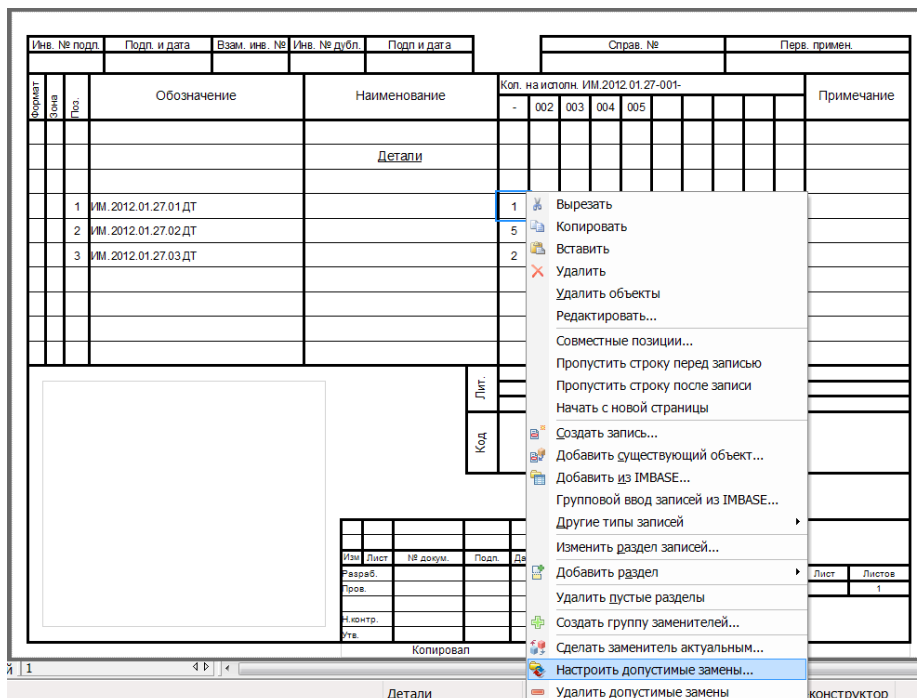 Инв. № подл. Подп. и дата Взам. инв. № Инв. № дубл. Подп и дата Справ. № Перв. примен.
Формат Зона Поз. Обозначение Наименование Кол. на исполн. ИМ.2012.01.27-001- Примечание
- 002 003 004 005
Детали
1 ИМ.2012.01.27.01 ДТ 1
2 ИМ.2012.01.27.02 ДТ 5
3 ИМ.2012.01.27.03 ДТ 2
Вырезать
Копировать
Вставить
Удалить
Удалить объекты
Редактировать...
Совместные позиции...
Пропустить строку перед записью
Пропустить строку после записи
Начать с новой страницы
Создать запись...
Добавить существующий объект...
Добавить из IMBASE...
Групповой ввод записей из IMBASE...
Другие типы записей
Изменить раздел записей...
Добавить раздел
Удалить пустые разделы
Создать группу заменителей...
Сделать заменитель актуальным...
Настроить допустимые замены...
Удалить допустимые замены
Лит.
Код
Изм Лист № докум. Подп. Да
Разраб.
Пров.
Н.контр.
Утв.
Лист Листов
1
Копировал
й 1
Детали
конструктор